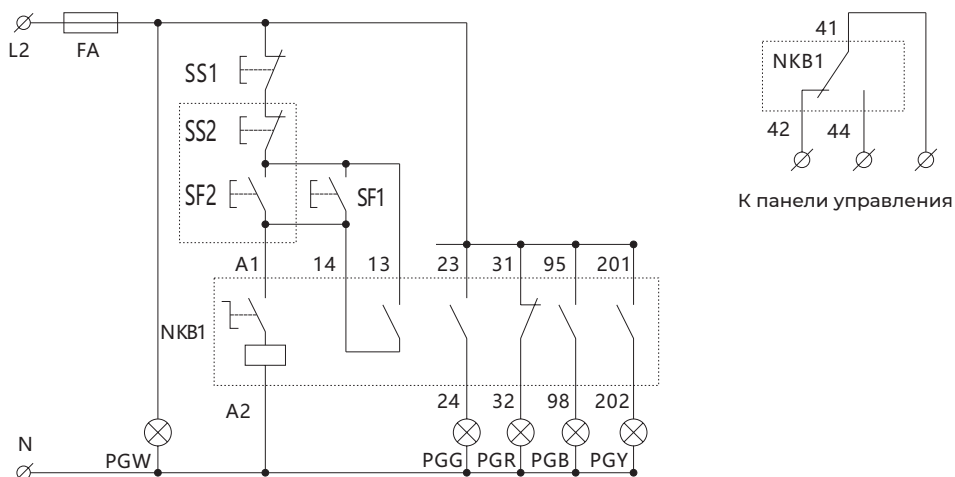 L2
FA
SS1
SS2
SF2
SF1
A1
14
13
23
31
95
201
NKB1
A2
24
32
98
202
N
PGW
PGG
PGR
PGB
PGY
41
NKB1
42
44
К панели управления